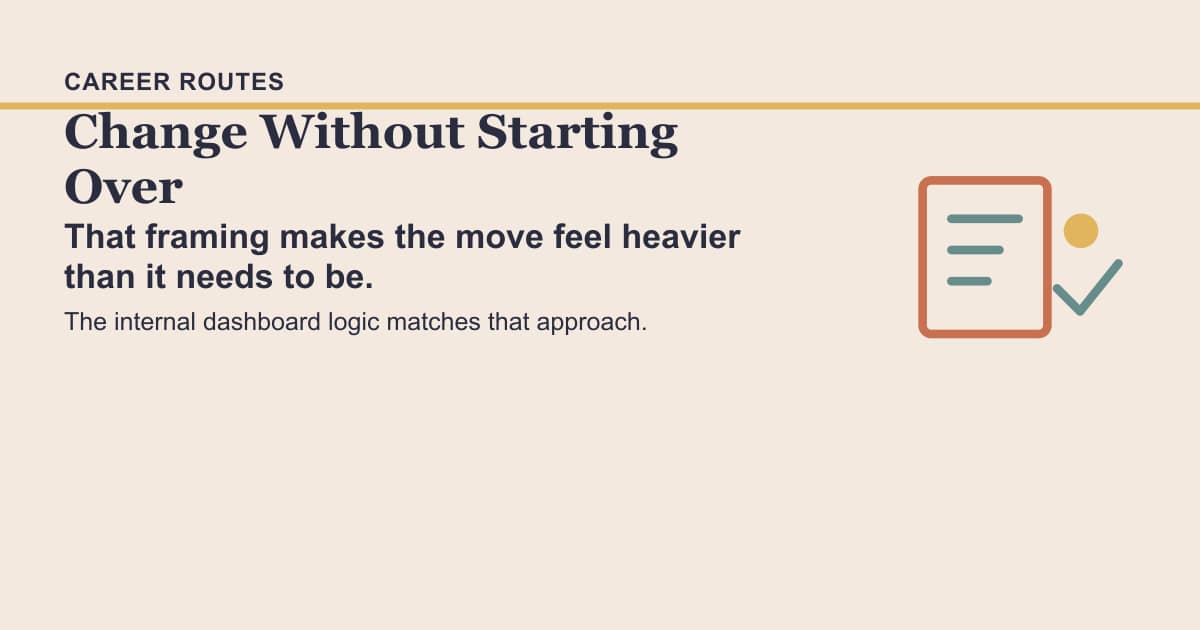 CAREER ROUTES
Change Without Starting
Over
That framing makes the move feel heavier
than it needs to be.
The internal dashboard logic matches that approach.